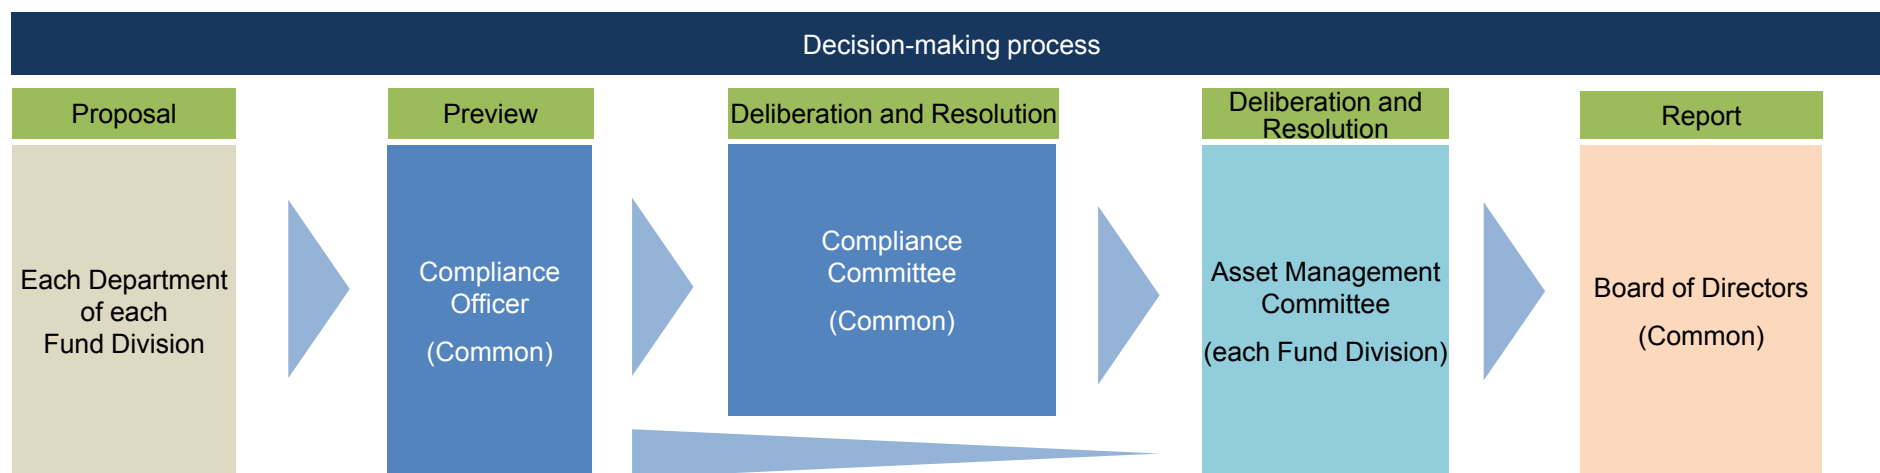 Decision-making process
Proposal
Each Department
of each
Fund Division
Preview
Compliance
Officer
(Common)
Deliberation and Resolution
Compliance
Committee
(Common)
Deliberation and
Resolution
Asset Management
Committee
(each Fund Division)
Report
Board of Directors
(Common)